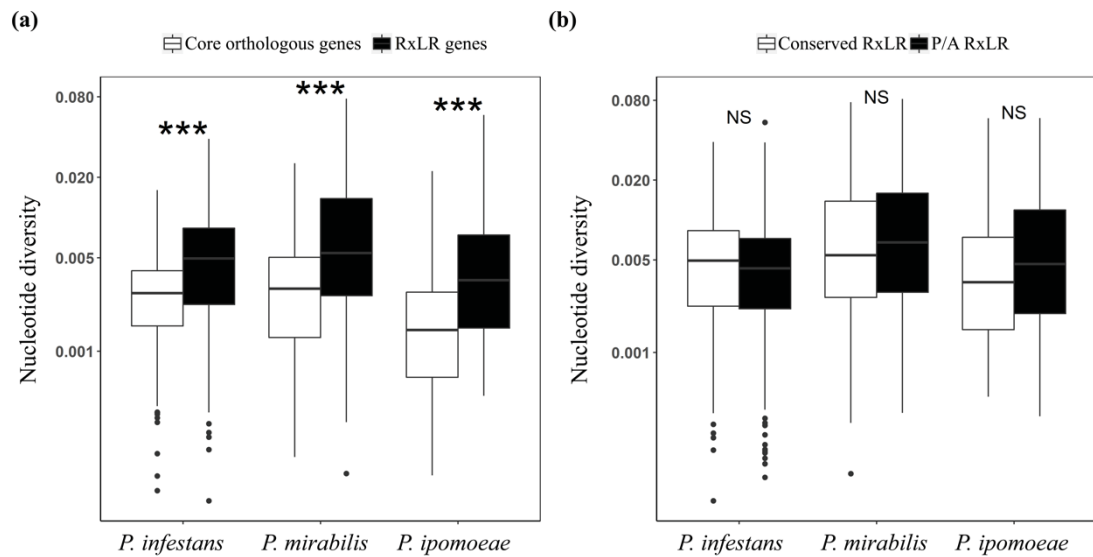 (a)
Core orthologous genes RxLR genes
Nucleotide diversity
0.080
0.020
0.005
0.001
***
***
***
P. infestans P. mirabilis P. ipomoeae
(b)
Conserved RxLR P/A RxLR
Nucleotide diversity
0.080
0.020
0.005
0.001
NS
NS
NS
P. infestans P. mirabilis P. ipomoeae